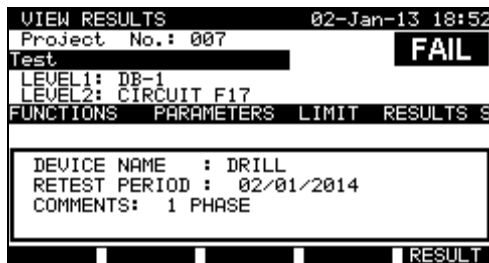 VIEW RESULTS 02-Jan-13 18:52
Project No.: 007
FAIL
Test
LEVEL1: DB-1
LEVEL2: CIRCUIT F17
FUNCTIONS PARAMETERS LIMIT RESULTS S
DEVICE NAME : DRILL
RETEST PERIOD : 02/01/2014
COMMENTS: 1 PHASE
RESULT